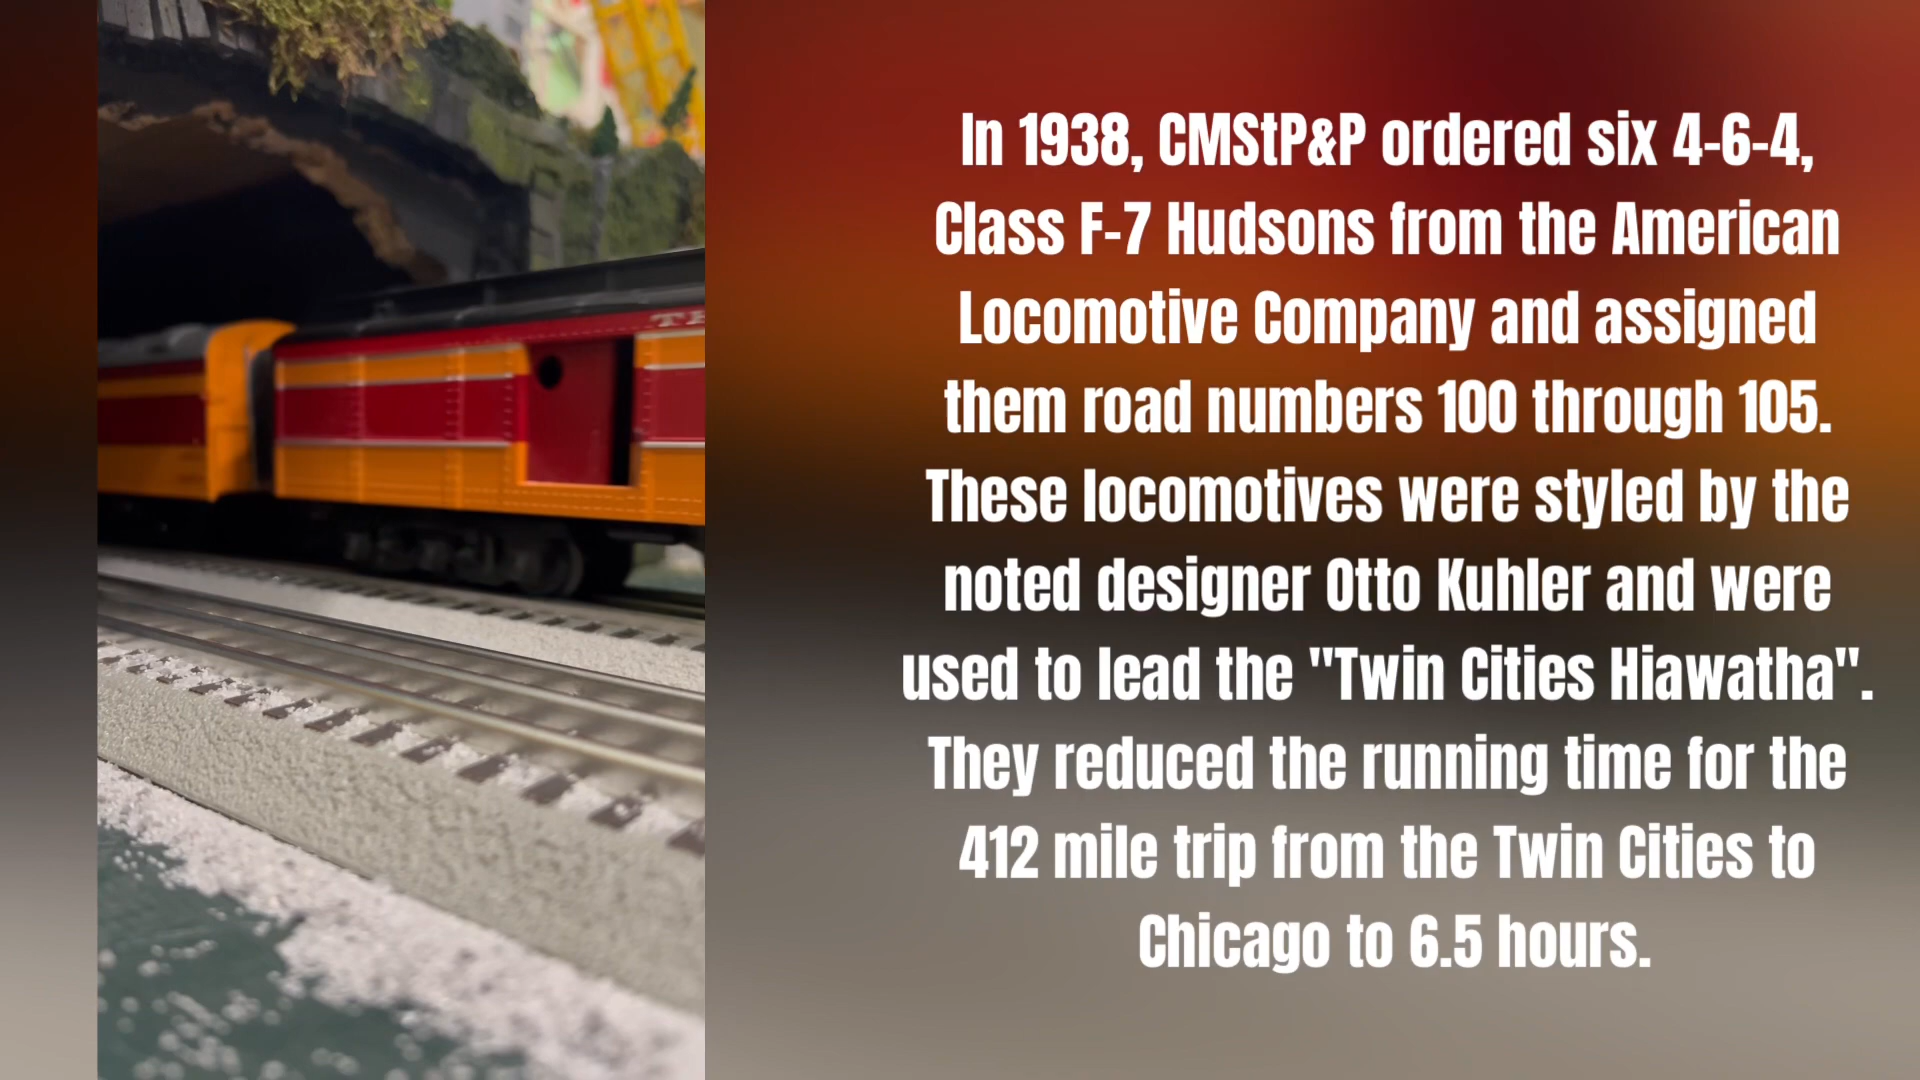 In 1938, CMStP&P ordered six 4-6-4,
Class F-7 Hudsons from the American
Locomotive Company and assigned
them road numbers 100 through 105.
These locomotives were styled by the
noted designer Otto Kuhler and were
used to lead the "Twin Cities Hiawatha".
They reduced the running time for the
412 mile trip from the Twin Cities to
Chicago to 6.5 hours.